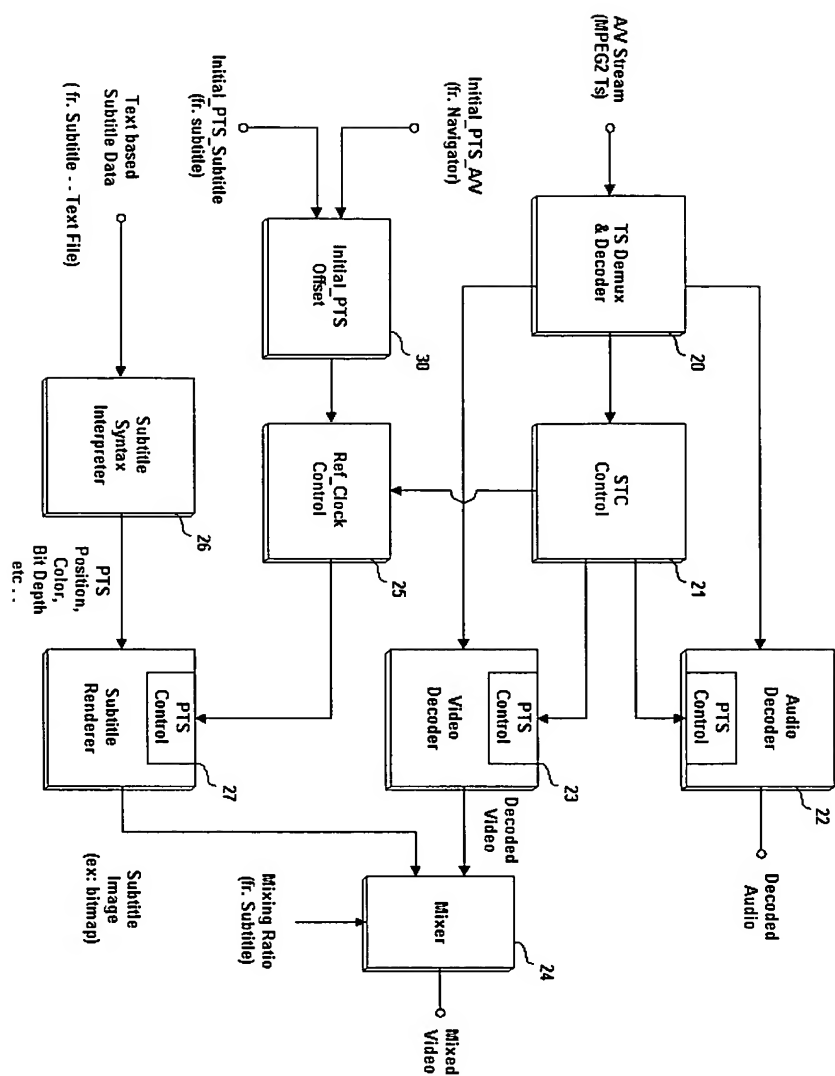 22
Audio
Decoder
PTS
Control
Decoded
Audio
A/V Stream
(MPEG2 Ts)
TS Demux
& Decoder
20
STC
Control
21
PTS
Control
Video
Decoder
23
Decoded
Video
Mixer
24
Mixed
Video
Initial_PTS_A/V
(fr. Navigator)
Initial_PTS_Subtitle
(fr. subtitle)
Initial_PTS
Offset
30
Ref_Clock
Control
25
Mixing Ratio
(fr. Subtitle)
Text based
Subtitle Data
( fr. Subtitle - - Text File)
Subtitle
Syntax
Interpreter
26
PTS
Position,
Color,
Bit Depth
etc . .
PTS
Control
Subtitle
Renderer
27
Subtitle
Image
(ex: bitmap)